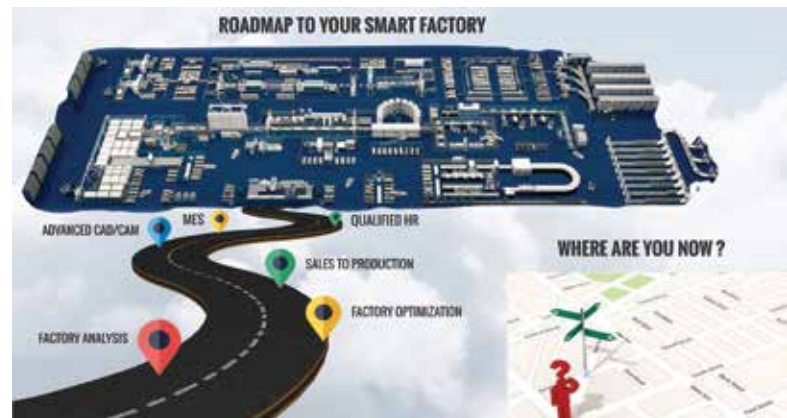 ROADMAP TO YOUR SMART FACTORY
MES
QUALIFIED HR
ADVANCED CAD/CAM
WHERE ARE YOU NOW ?
SALES TO PRODUCTION
FACTORY OPTIMIZATION
FACTORY ANALYSIS